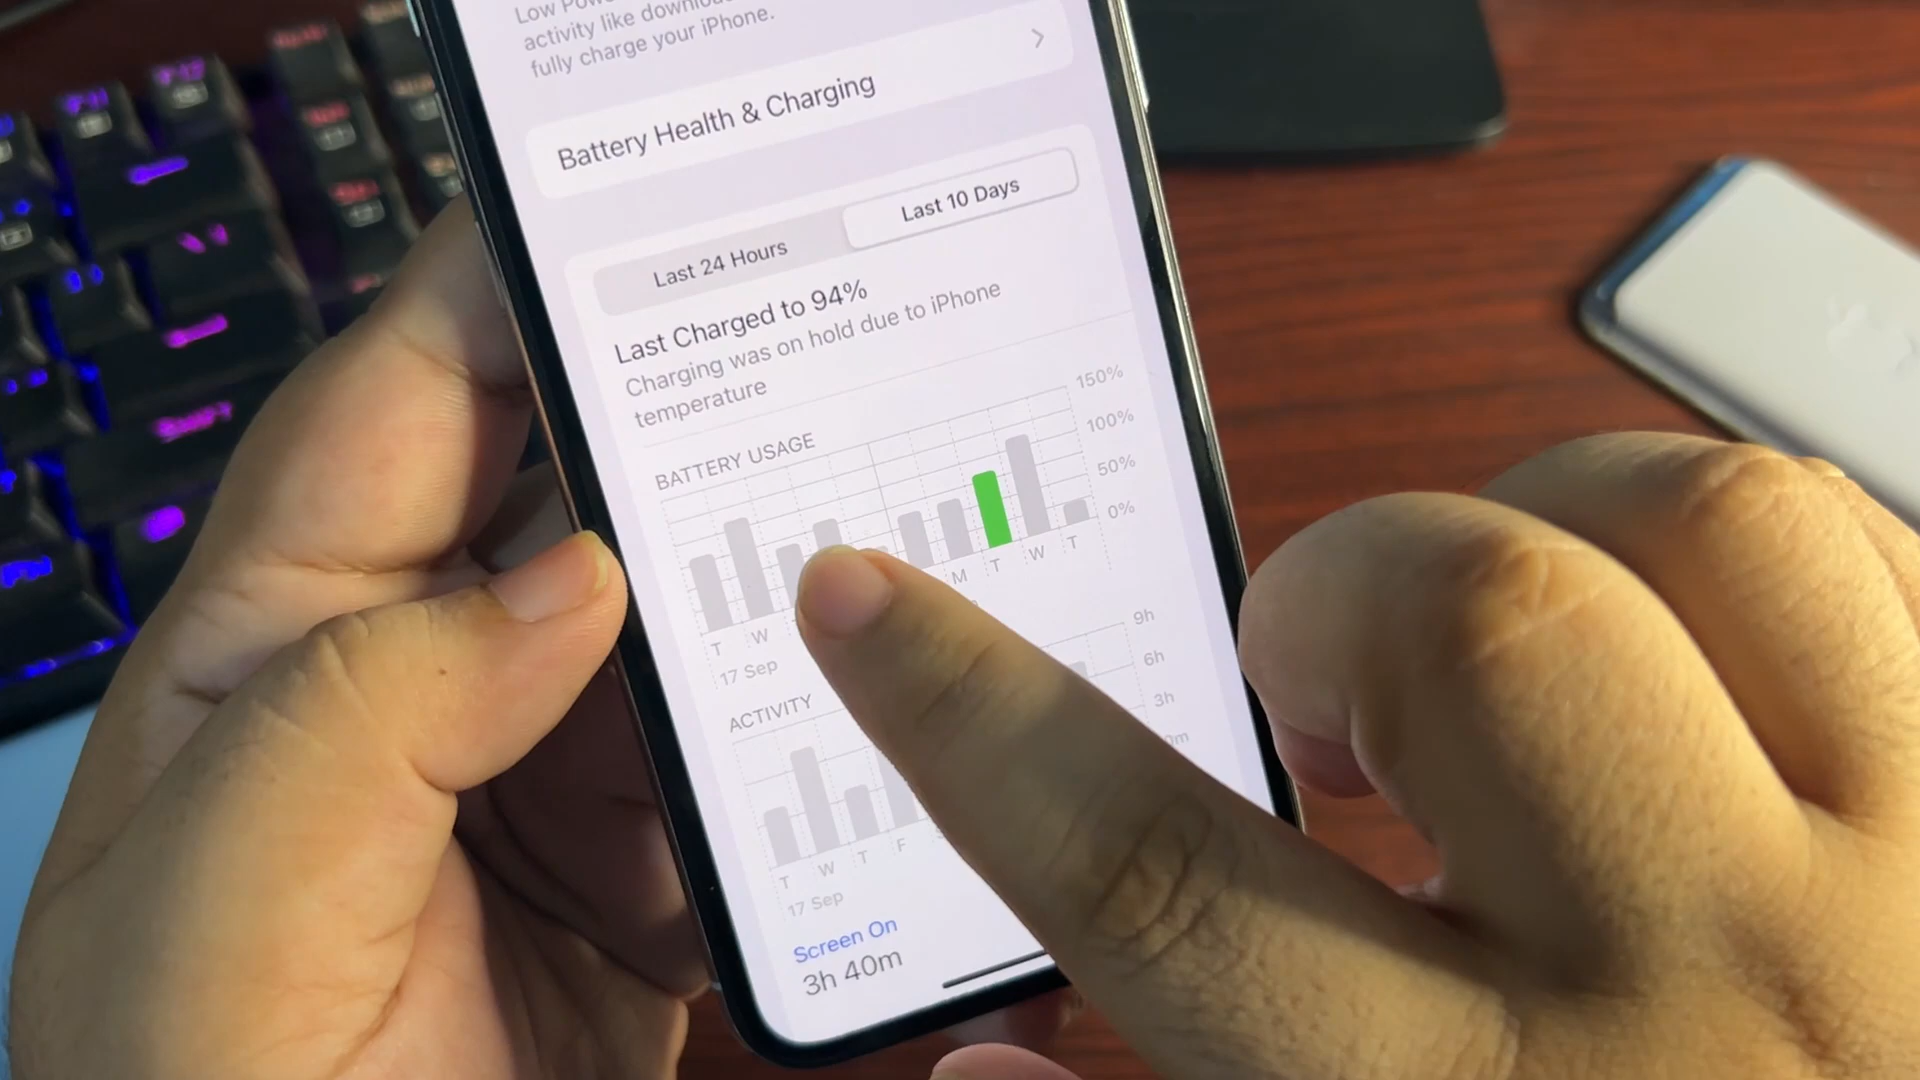 Low
activity like
fully charge your iPhone.
Battery Health & Charging
Last 24 Hours
Last 10 Days
Last Charged to 94%
Charging was on hold due to iPhone
temperature
BATTERY USAGE
150%
100%
50%
0%
T W M T W T
17 Sep
ACTIVITY
9h
6h
3h
T W T F
17 Sep
Screen On
3h 40m
Shift